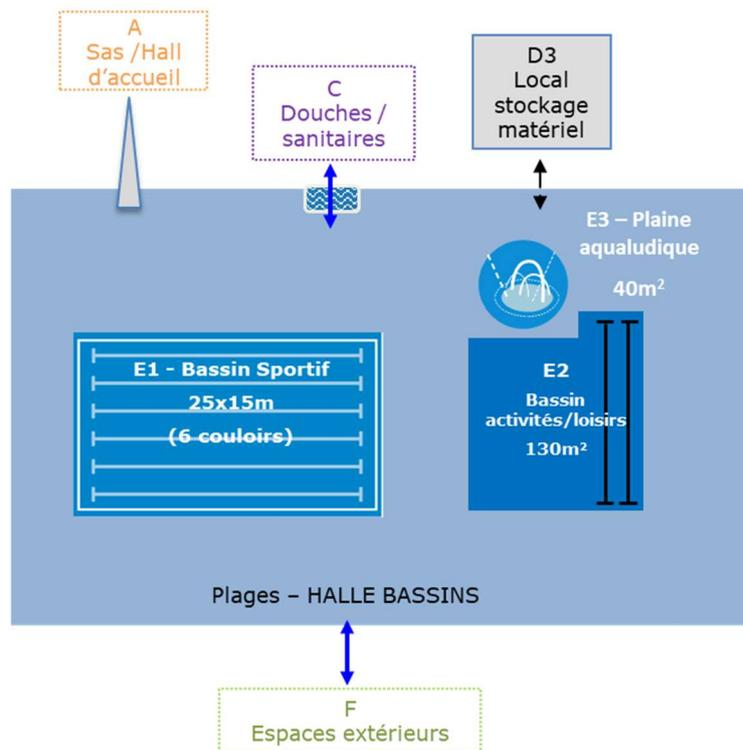 A
Sas /Hall
d'accueil
C
Douches /
sanitaires
D3
Local
stockage
matériel
E3 – Plaine
aqualudique
40m²
E1 - Bassin Sportif
25x15m
(6 couloirs)
E2
Bassin
activités/loisirs
130m²
Plages – HALLE BASSINS
F
Espaces extérieurs